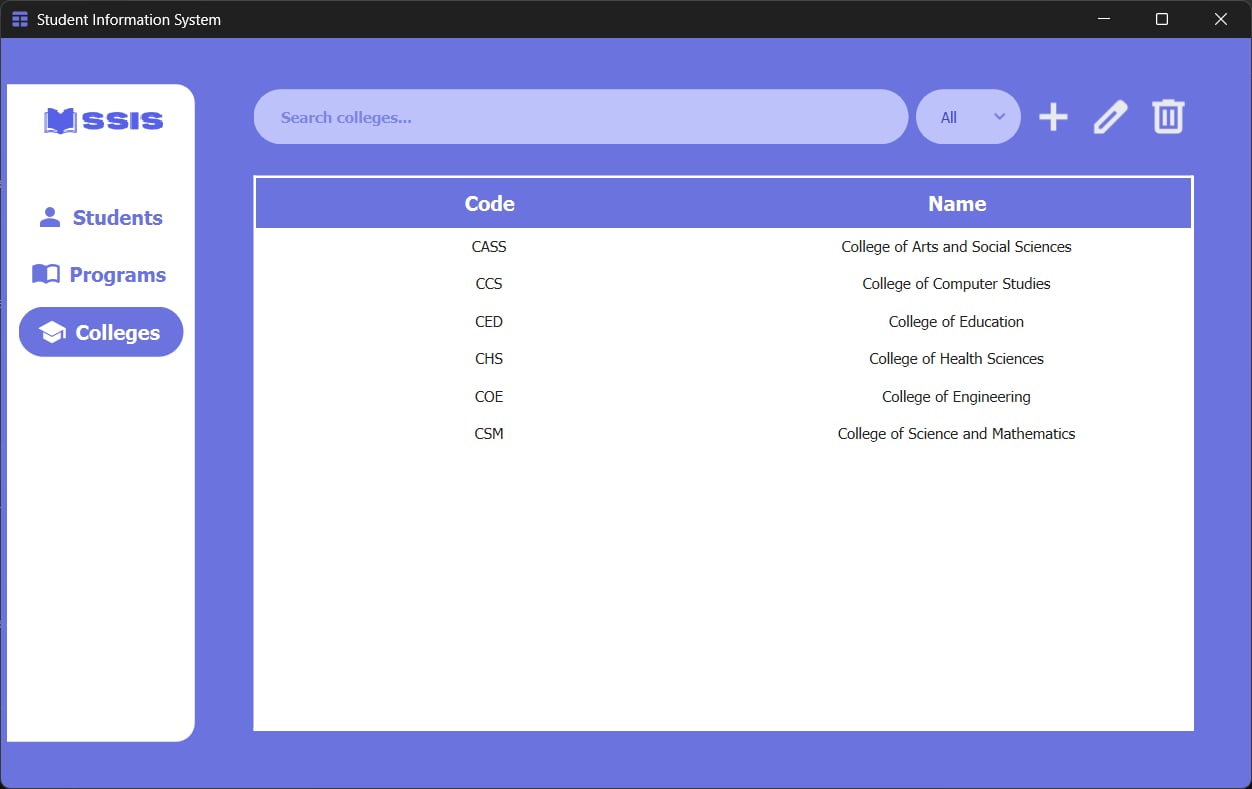 Student Information System
SSIS
Search colleges...
All
Students
Programs
Colleges
Code Name
CASS College of Arts and Social Sciences
CCS College of Computer Studies
CED College of Education
CHS College of Health Sciences
COE College of Engineering
CSM College of Science and Mathematics